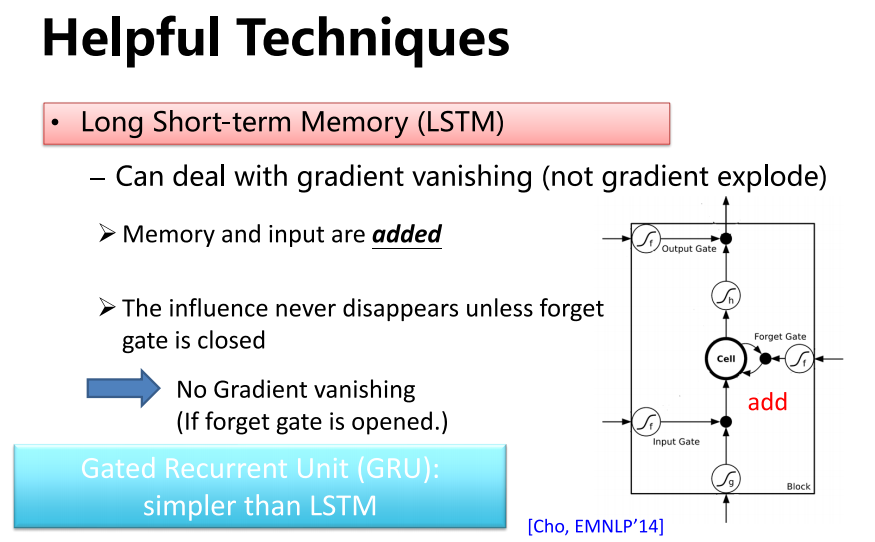 Helpful Techniques
• Long Short-term Memory (LSTM)
– Can deal with gradient vanishing (not gradient explode)
➢ Memory and input are added
➢ The influence never disappears unless forget
gate is closed
No Gradient vanishing
(If forget gate is opened.)
Gated Recurrent Unit (GRU):
simpler than LSTM
f
Output Gate
h
Forget Gate
Cell
f
add
f
Input Gate
g
Block
[Cho, EMNLP'14]